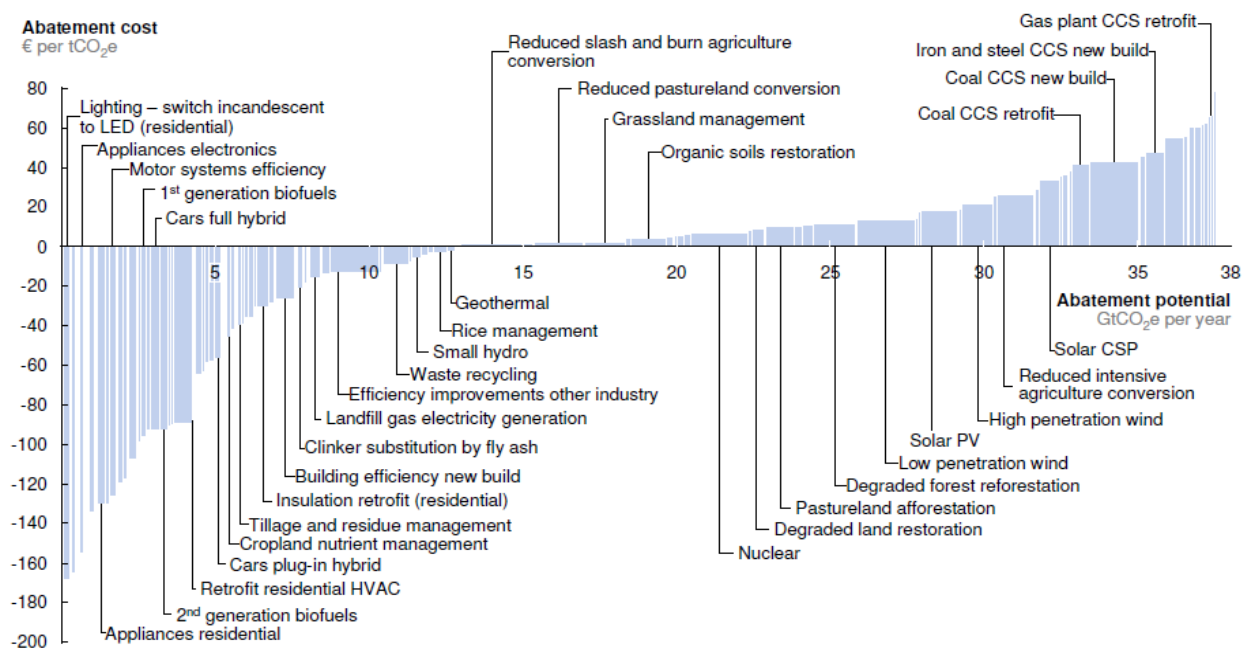 Abatement cost
€ per tCO2e
80
60
40
20
0
-20
-40
-60
-80
-100
-120
-140
-160
-180
-200
Lighting – switch incandescent
to LED (residential)
Appliances electronics
Motor systems efficiency
1st generation biofuels
Cars full hybrid
Reduced slash and burn agriculture
conversion
Reduced pastureland conversion
Grassland management
Organic soils restoration
Gas plant CCS retrofit
Iron and steel CCS new build
Coal CCS new build
Coal CCS retrofit
5
10
15
20
25
30
35
38
Abatement potential
GtCO2e per year
Geothermal
Rice management
Small hydro
Waste recycling
Efficiency improvements other industry
Landfill gas electricity generation
Clinker substitution by fly ash
Building efficiency new build
Insulation retrofit (residential)
Tillage and residue management
Cropland nutrient management
Cars plug-in hybrid
Retrofit residential HVAC
2nd generation biofuels
Appliances residential
Solar CSP
Reduced intensive
agriculture conversion
High penetration wind
Solar PV
Low penetration wind
Degraded forest reforestation
Pastureland afforestation
Degraded land restoration
Nuclear